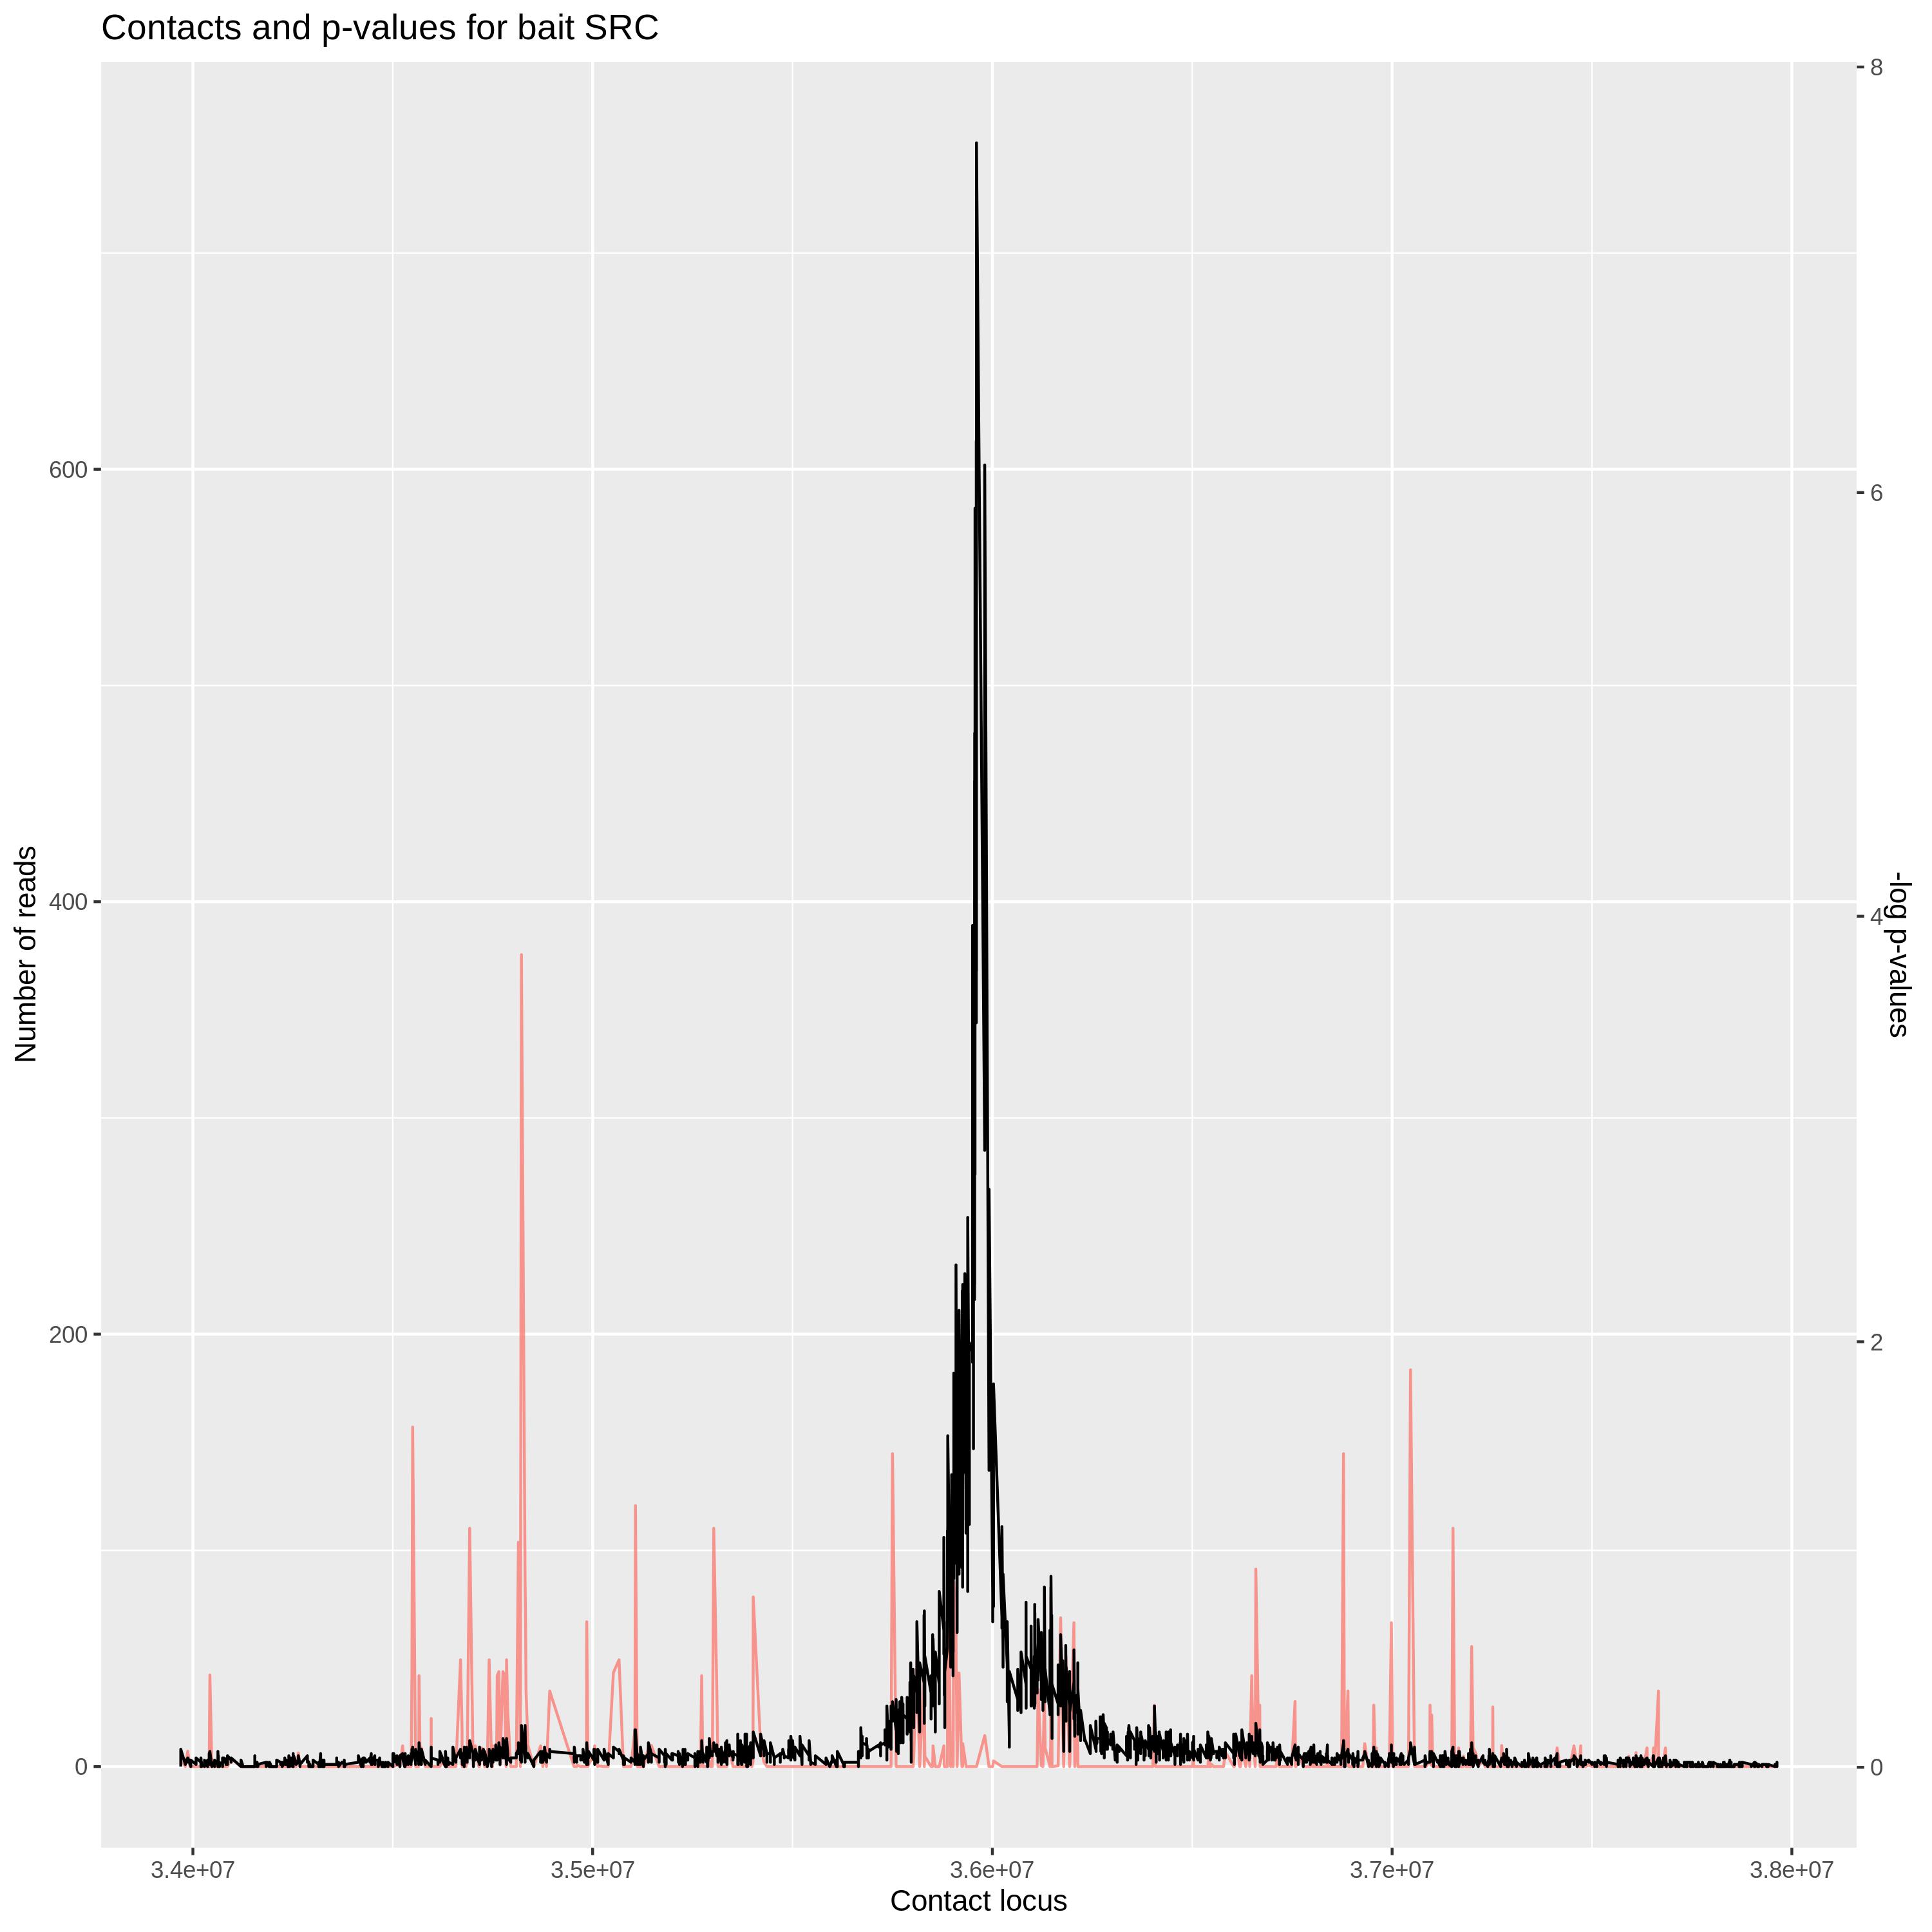 Contacts and p-values for bait SRC
8
6
4
2
0
-log p-values
600
400
200
0
Number of reads
3.4e+07
3.5e+07
3.6e+07
3.7e+07
3.8e+07
Contact locus